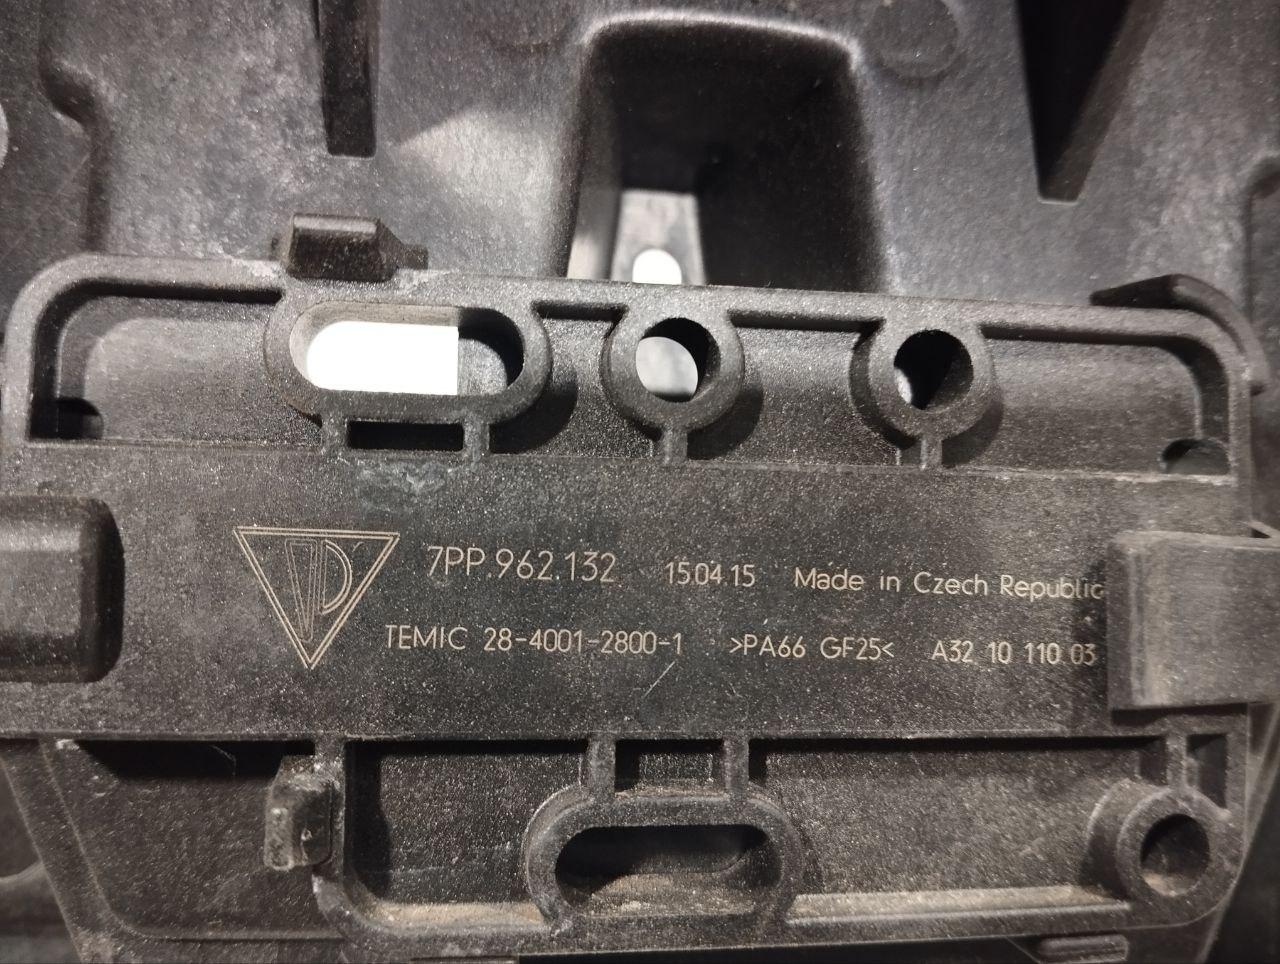 7PP.962.132 15.04.15 Made in Czech Republic
TEMIC 28-4001-2800-1 >PA66 GF25< A32 10 110 03